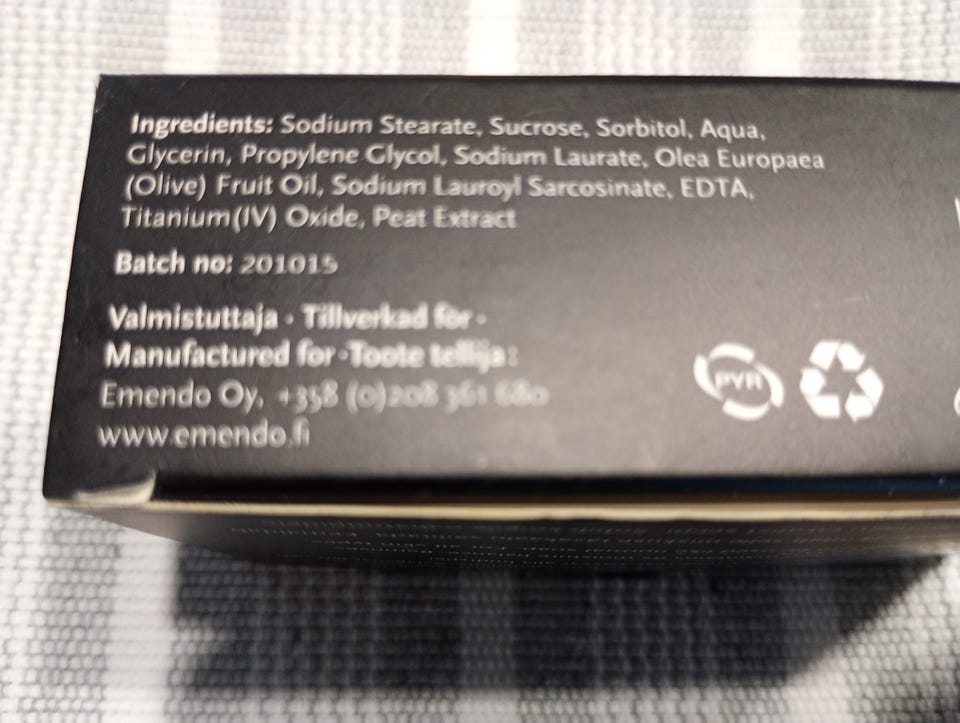 Ingredients: Sodium Stearate, Sucrose, Sorbitol, Aqua,
Glycerin, Propylene Glycol, Sodium Laurate, Olea Europaea
(Olive) Fruit Oil, Sodium Lauroyl Sarcosinate, EDTA,
Titanium(IV) Oxide, Peat Extract
Batch no: 201015
Valmistuttaja · Tillverkad för ·
Manufactured for · Toote tellija:
Emendo Oy, +358 (0)208 361 680
www.emendo.fi
PYR